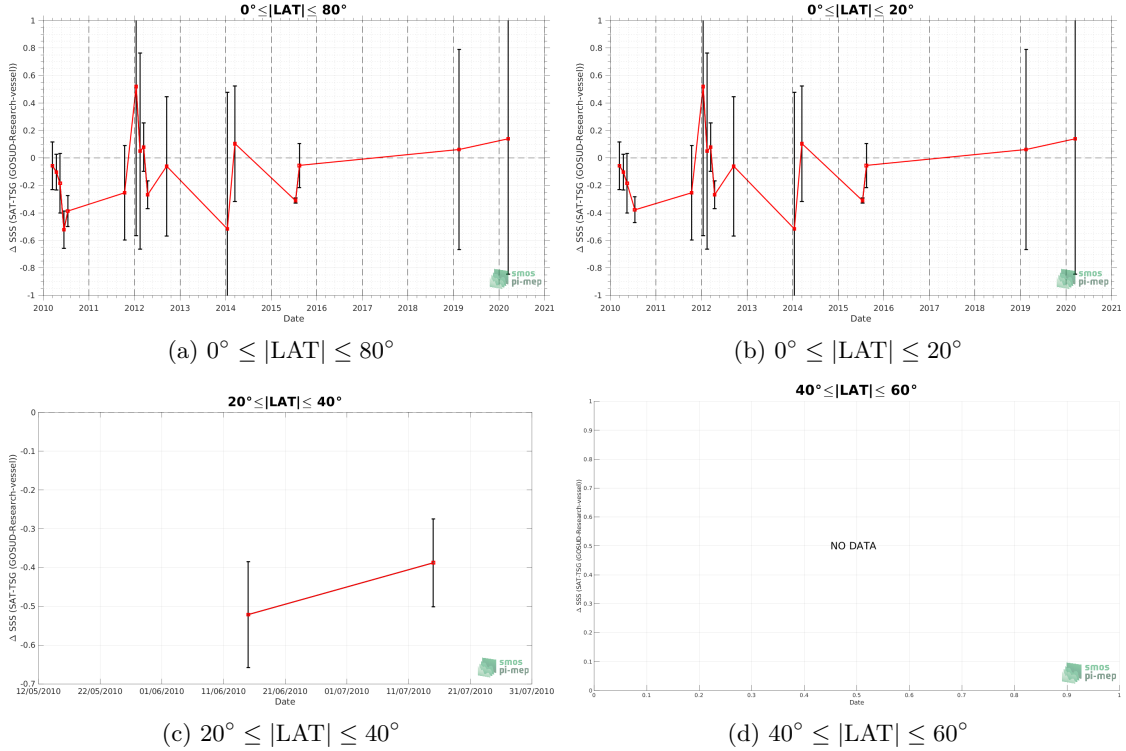 0°≤|LAT|≤ 80°
Δ SSS (SAT-TSG (GOSUD-Research-vessel))
1
0.8
0.6
0.4
0.2
0
-0.2
-0.4
-0.6
-0.8
-1
2010 2011 2012 2013 2014 2015 2016 2017 2018 2019 2020 2021
Date
smos
pi-mep
(a) 0° ≤ |LAT| ≤ 80°
0°≤|LAT|≤ 20°
Δ SSS (SAT-TSG (GOSUD-Research-vessel))
1
0.8
0.6
0.4
0.2
0
-0.2
-0.4
-0.6
-0.8
-1
2010 2011 2012 2013 2014 2015 2016 2017 2018 2019 2020 2021
Date
smos
pi-mep
(b) 0° ≤ |LAT| ≤ 20°
20°≤|LAT|≤ 40°
Δ SSS (SAT-TSG (GOSUD-Research-vessel))
0
-0.1
-0.2
-0.3
-0.4
-0.5
-0.6
-0.7
12/05/2010 22/05/2010 01/06/2010 11/06/2010 21/06/2010 01/07/2010 11/07/2010 21/07/2010 31/07/2010
Date
smos
pi-mep
(c) 20° ≤ |LAT| ≤ 40°
40°≤|LAT|≤ 60°
Δ SSS (SAT-TSG (GOSUD-Research-vessel))
1
0.9
0.8
0.7
0.6
0.5
0.4
0.3
0.2
0.1
0
NO DATA
0 0.1 0.2 0.3 0.4 0.5 0.6 0.7 0.8 0.9 1
Date
smos
pi-mep
(d) 40° ≤ |LAT| ≤ 60°